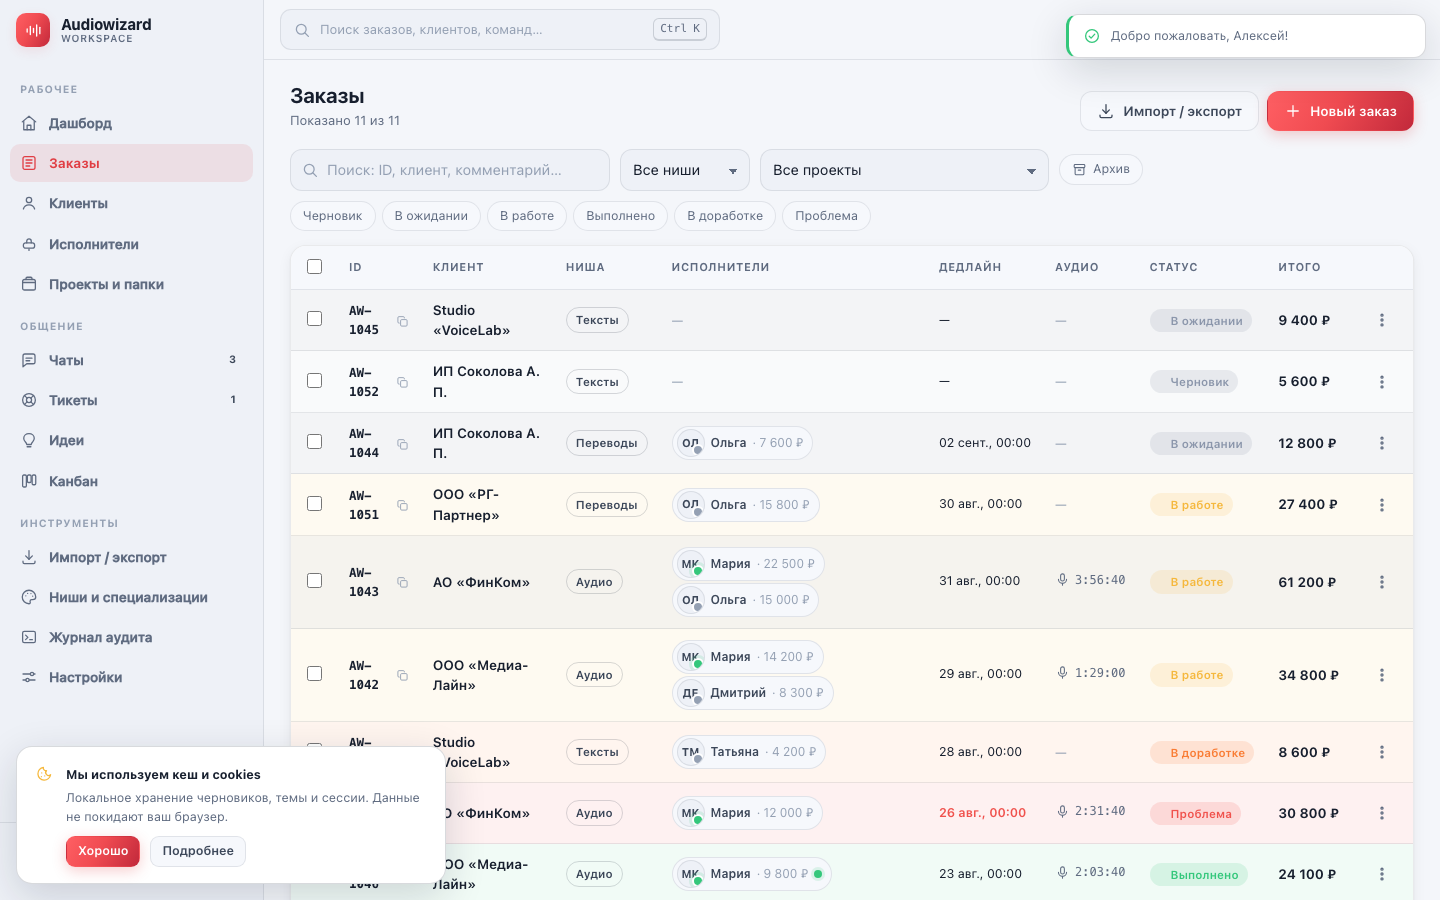 Audiowizard
WORKSPACE
Поиск заказов, клиентов, команд...
Ctrl K
Добро пожаловать, Алексей!
РАБОЧЕЕ
Дашборд
Заказы
Клиенты
Исполнители
Проекты и папки
ОБЩЕНИЕ
Чаты 3
Тикеты 1
Идеи
Канбан
ИНСТРУМЕНТЫ
Импорт / экспорт
Ниши и специализации
Журнал аудита
Настройки
Заказы
Показано 11 из 11
Импорт / экспорт
Новый заказ
Поиск: ID, клиент, комментарий...
Все ниши
Все проекты
Архив
Черновик В ожидании В работе Выполнено В доработке Проблема
ID КЛИЕНТ НИША ИСПОЛНИТЕЛИ ДЕДЛАЙН АУДИО СТАТУС ИТОГО
AW-
1045
Studio
«VoiceLab»
Тексты — — — В ожидании 9 400 ₽
AW-
1052
ИП Соколова А.
П.
Тексты — — — Черновик 5 600 ₽
AW-
1044
ИП Соколова А.
П.
Переводы ОЛ Ольга · 7 600 ₽ 02 сент., 00:00 — В ожидании 12 800 ₽
AW-
1051
ООО «РГ-
Партнер»
Переводы ОЛ Ольга · 15 800 ₽ 30 авг., 00:00 — В работе 27 400 ₽
AW-
1043
АО «ФинКом»
Аудио
МК Мария · 22 500 ₽
ОЛ Ольга · 15 000 ₽
31 авг., 00:00 3:56:40 В работе 61 200 ₽
AW-
1042
ООО «Медиа-
Лайн»
Аудио
МК Мария · 14 200 ₽
Дмитрий · 8 300 ₽
29 авг., 00:00 1:29:00 В работе 34 800 ₽
AW-
Studio
VoiceLab»
Тексты ТМ Татьяна · 4 200 ₽ 28 авг., 00:00 — В доработке 8 600 ₽
О «ФинКом»
Аудио МК Мария · 12 000 ₽ 26 авг., 00:00 2:31:40 Проблема 30 800 ₽
1046
ОО «Медиа-
Лайн»
Аудио МК Мария · 9 800 ₽ 23 авг., 00:00 2:03:40 Выполнено 24 100 ₽
Мы используем кеш и cookies
Локальное хранение черновиков, темы и сессии. Данные
не покидают ваш браузер.
Хорошо
Подробнее